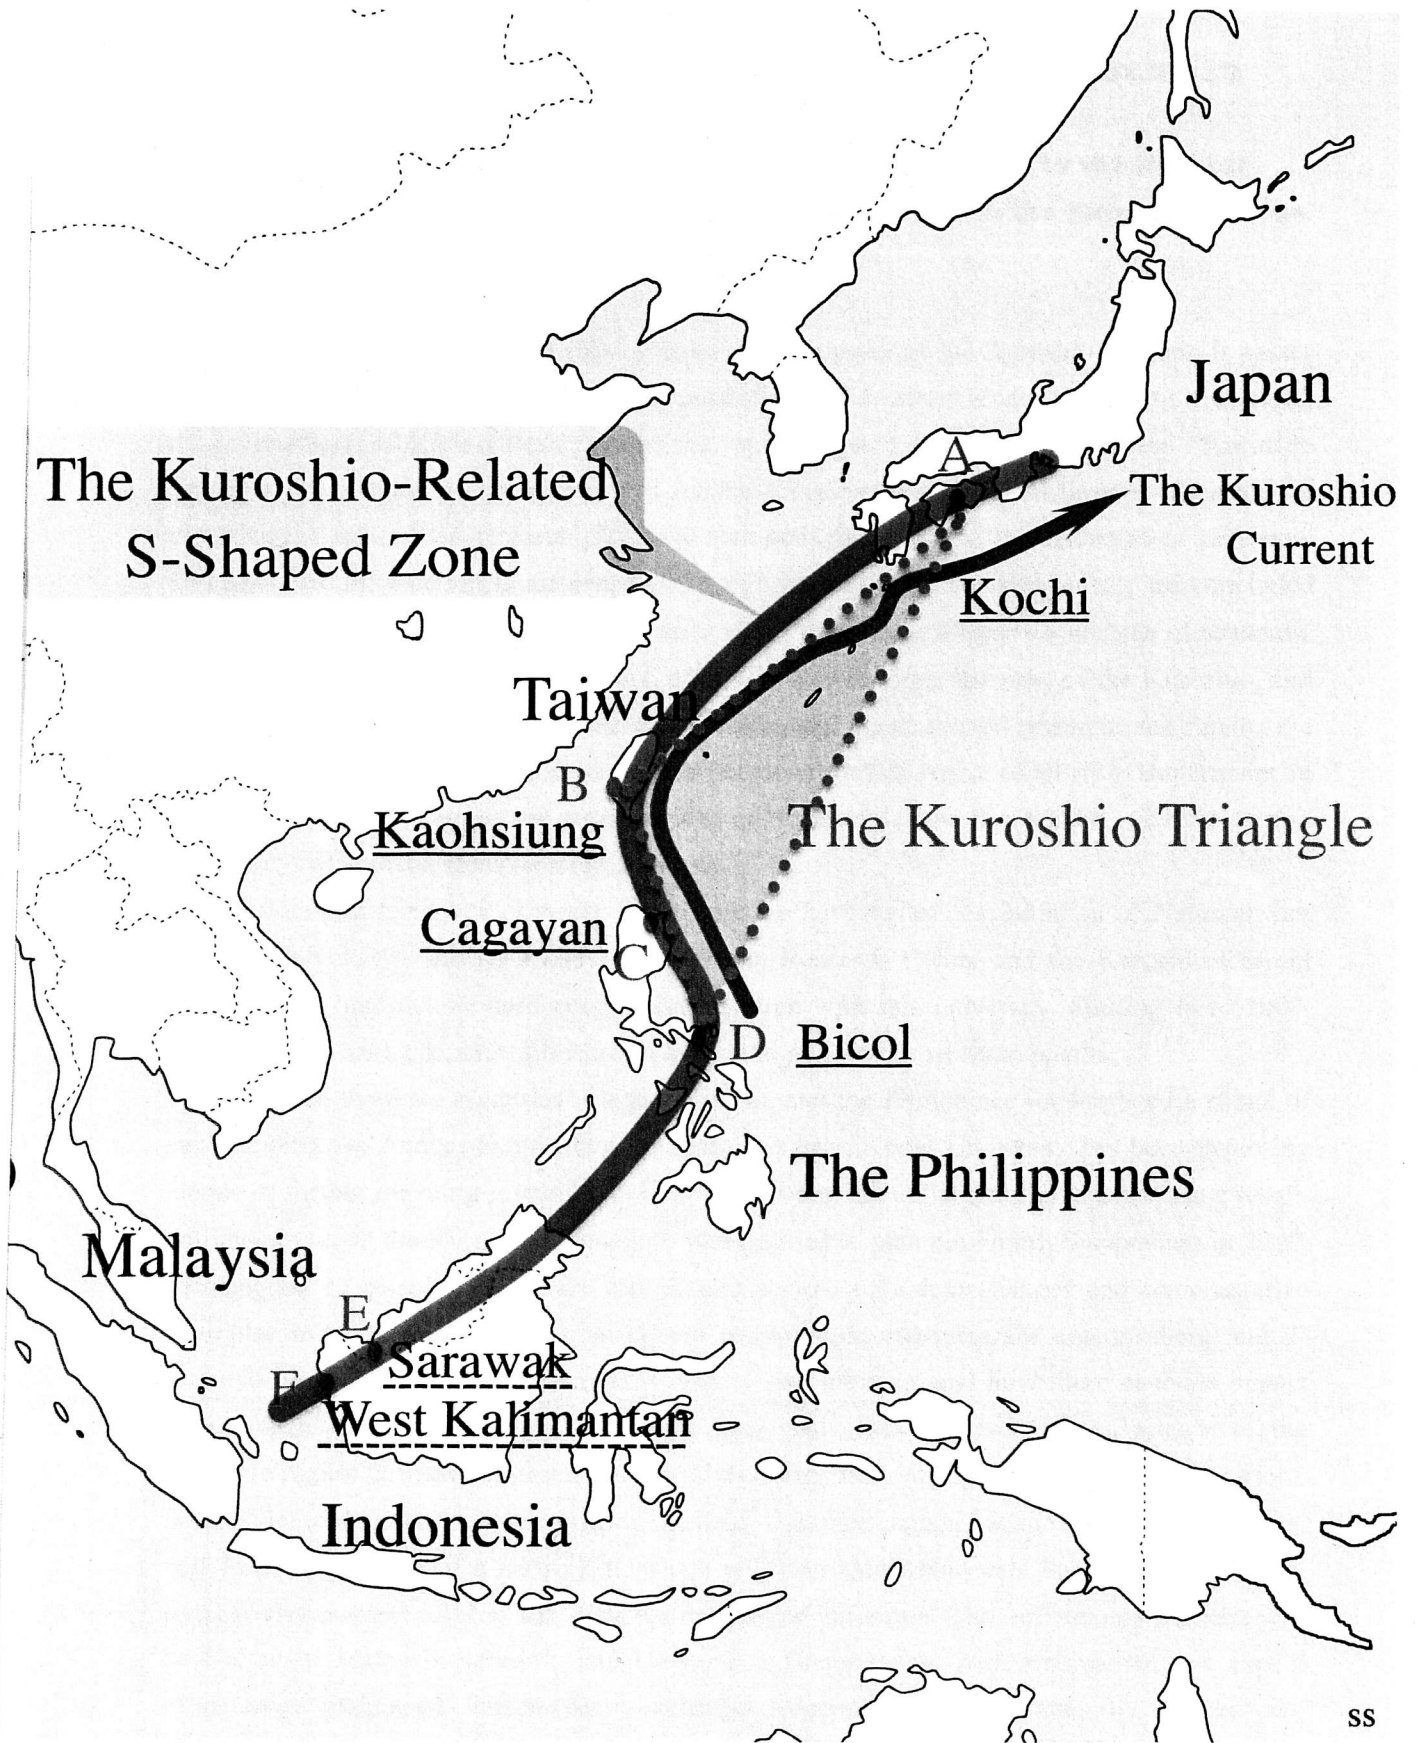 Japan
A
The Kuroshio-Related
S-Shaped Zone
The Kuroshio
Current
Kochi
Taiwan
B
Kaohsiung
The Kuroshio Triangle
Cagayan
C
D
Bicol
The Philippines
Malaysia
E
Sarawak
F
West Kalimantan
Indonesia
ss